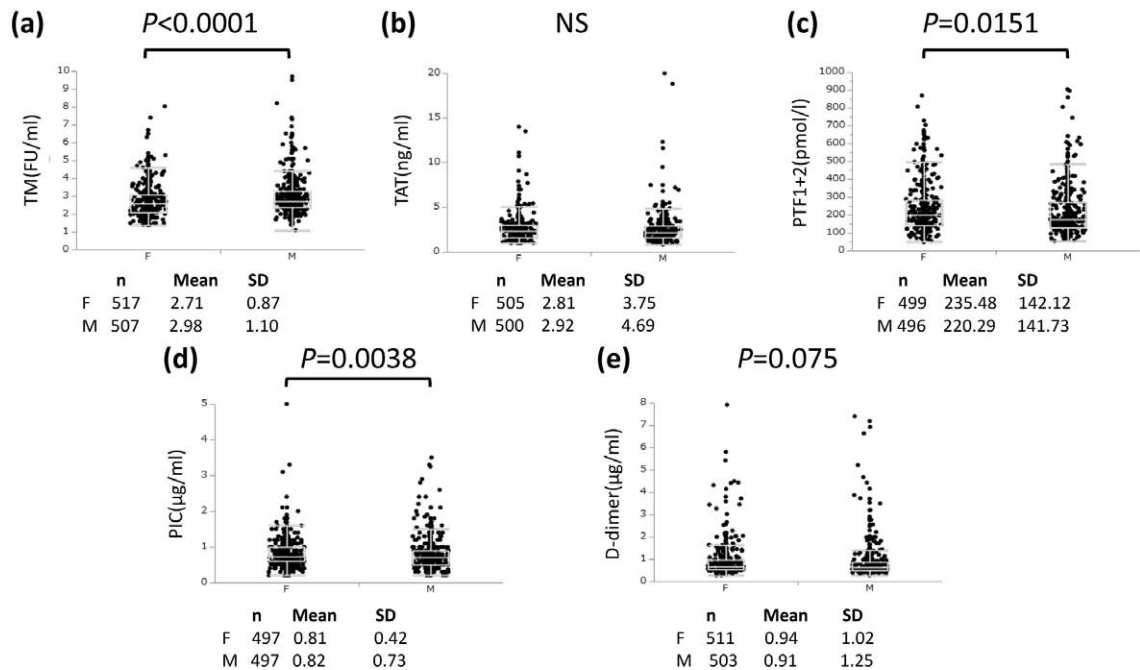 (a) P<0.0001
TM(FU/ml)
10
9
8
7
6
5
4
3
2
1
0
F M
n Mean SD
F 517 2.71 0.87
M 507 2.98 1.10
(b) NS
TAT(ng/ml)
20
15
10
5
0
F M
n Mean SD
F 505 2.81 3.75
M 500 2.92 4.69
(c) P=0.0151
PTF1+2(pmol/l)
1000
900
800
700
600
500
400
300
200
100
0
F M
n Mean SD
F 499 235.48 142.12
M 496 220.29 141.73
(d) P=0.0038
PIC(µg/ml)
5
4
3
2
1
0
F M
n Mean SD
F 497 0.81 0.42
M 497 0.82 0.73
(e) P=0.075
D-dimer(µg/ml)
8
7
6
5
4
3
2
1
0
F M
n Mean SD
F 511 0.94 1.02
M 503 0.91 1.25